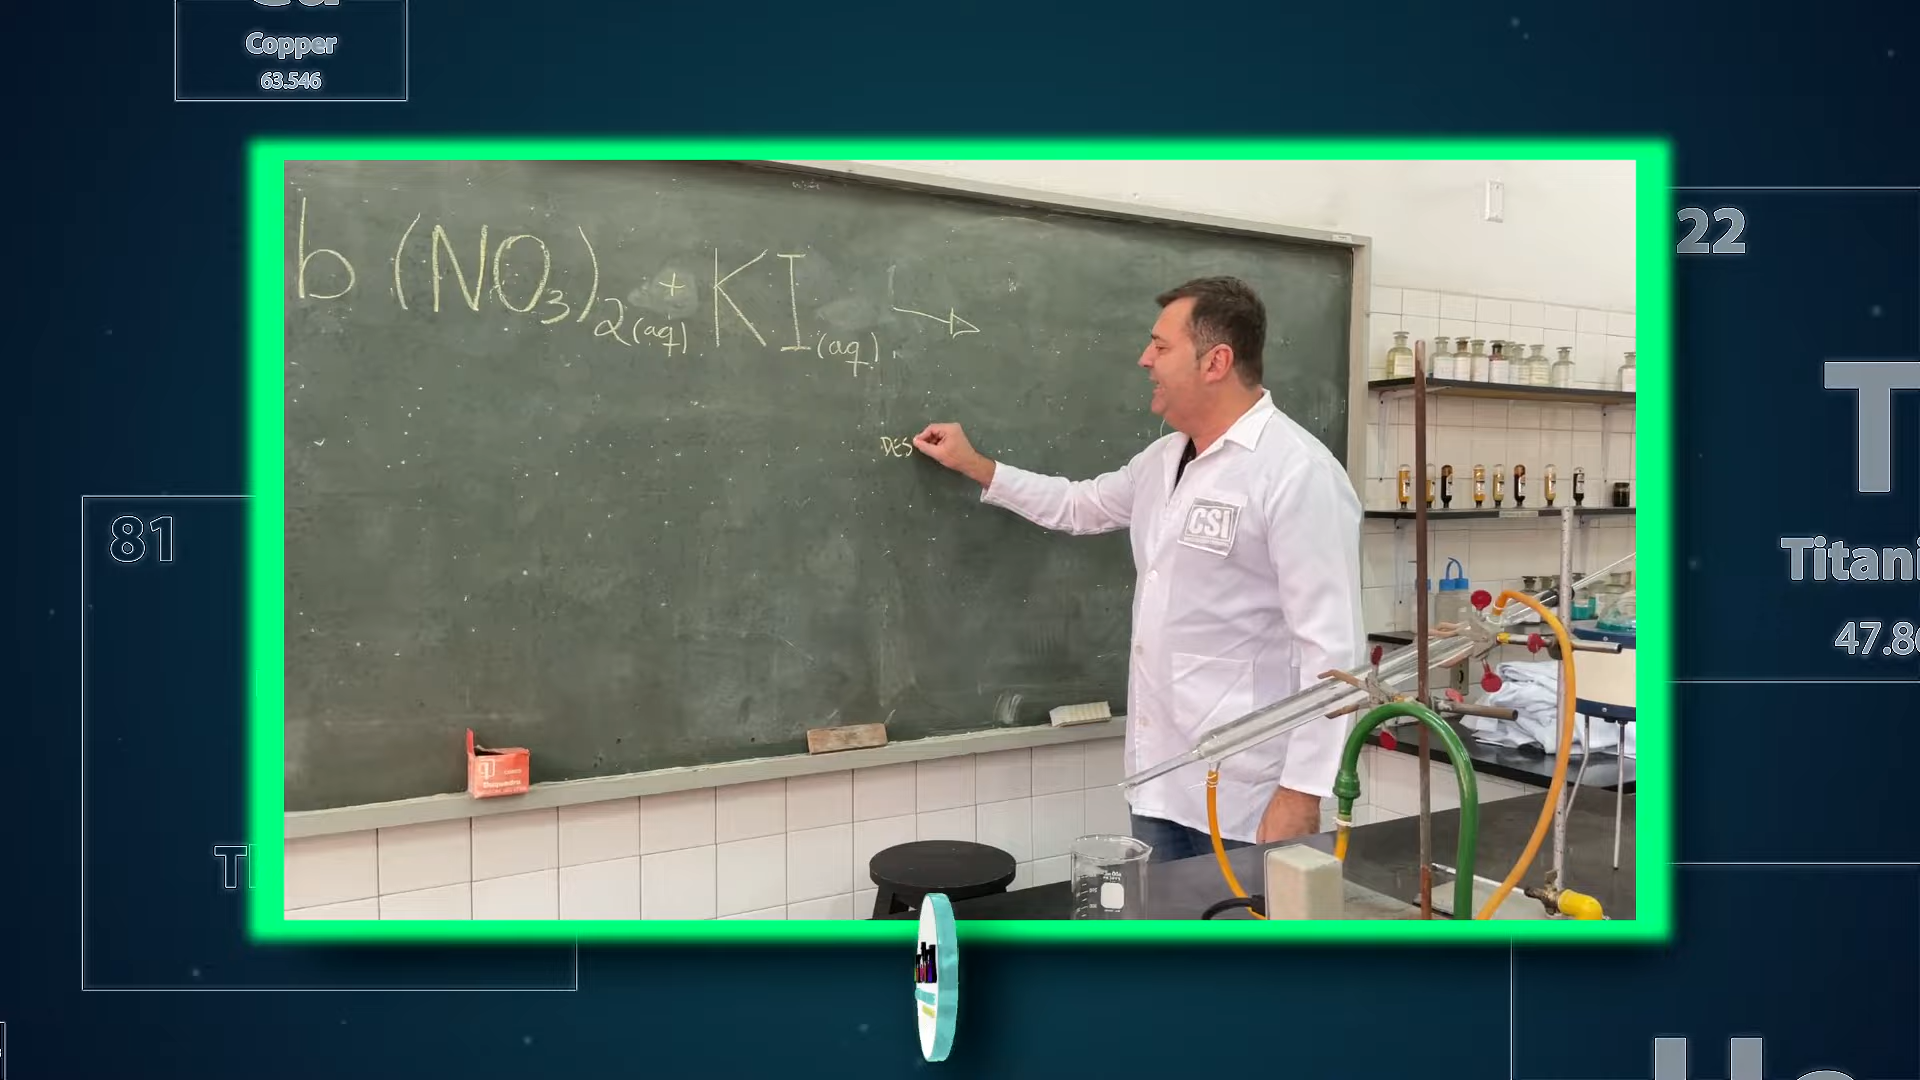 Copper
63.546
22
Titani
47.8
81
b (NO₃)₂(aq) + KI(aq)
DES
CSI